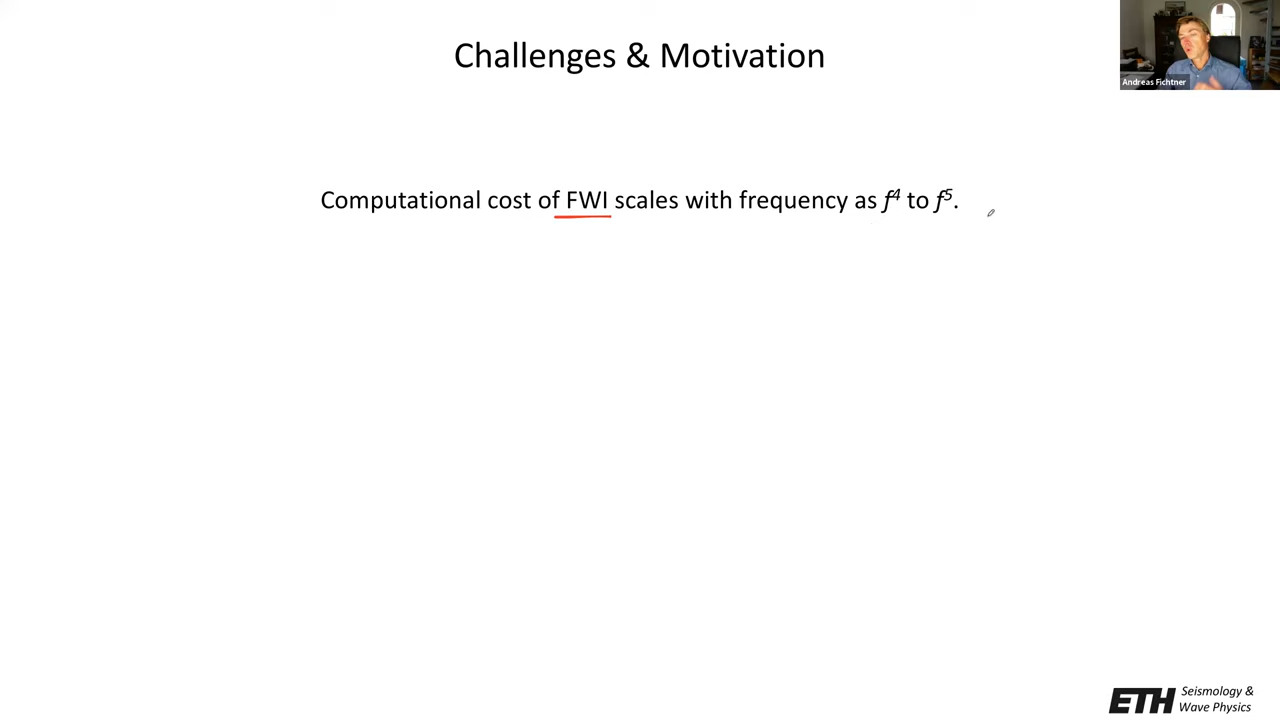 Challenges & Motivation
Andreas Fichtner
Computational cost of FWI scales with frequency as f⁴ to f⁵.
ETH Seismology &
Wave Physics